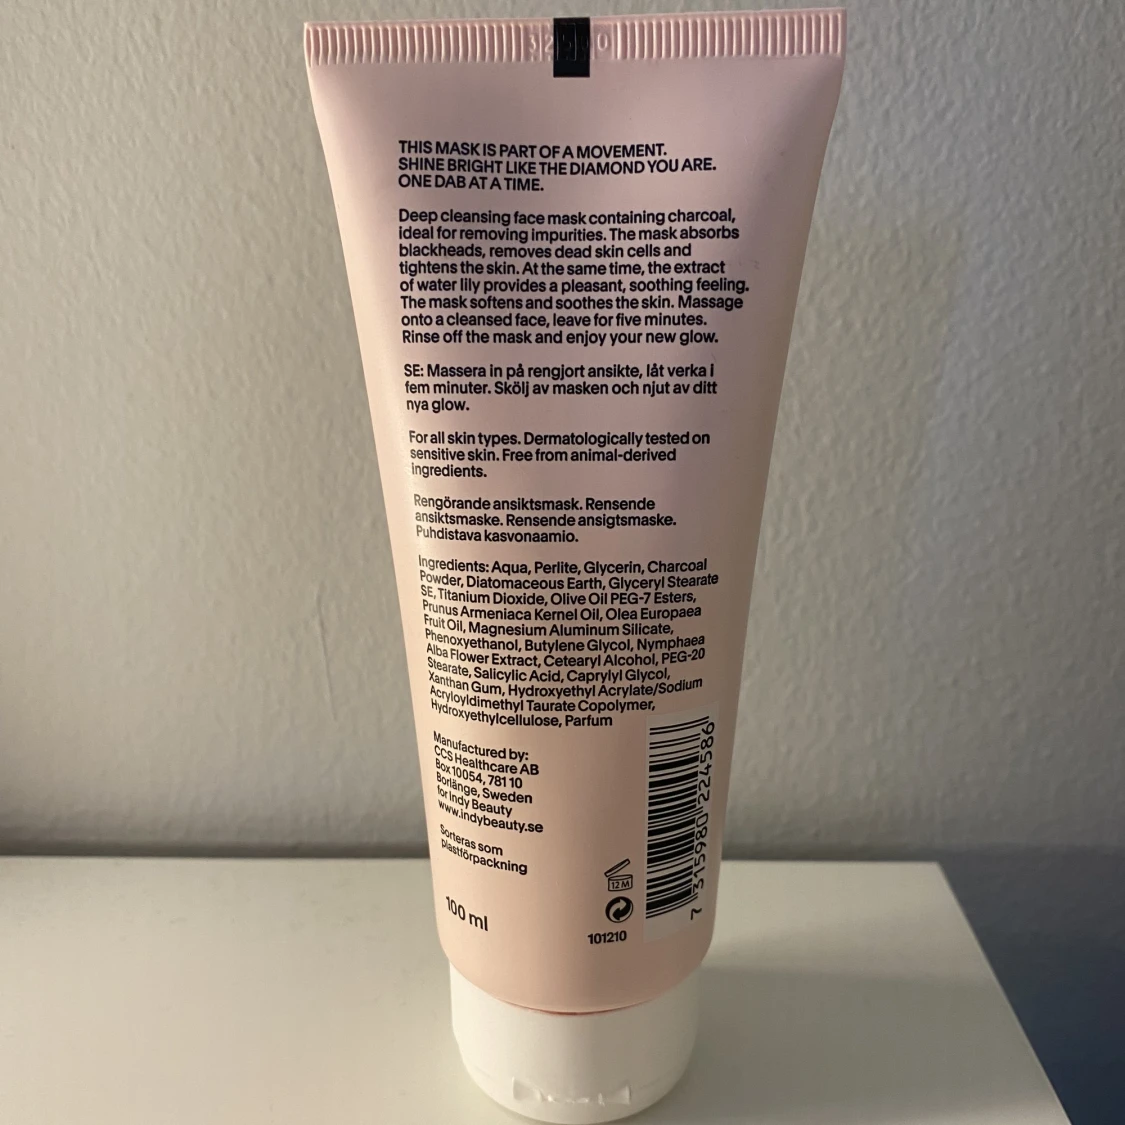 THIS MASK IS PART OF A MOVEMENT.
SHINE BRIGHT LIKE THE DIAMOND YOU ARE.
ONE DAB AT A TIME.
Deep cleansing face mask containing charcoal,
ideal for removing impurities. The mask absorbs
blackheads, removes dead skin cells and
tightens the skin. At the same time, the extract
of water lily provides a pleasant, soothing feeling.
The mask softens and soothes the skin. Massage
onto a cleansed face, leave for five minutes.
Rinse off the mask and enjoy your new glow.
SE: Massera in på rengjort ansikte, låt verka i
fem minuter. Skölj av masken och njut av ditt
nya glow.
For all skin types. Dermatologically tested on
sensitive skin. Free from animal-derived
ingredients.
Rengörande ansiktsmask. Rensende
ansiktsmaske. Rensende ansigtsmaske.
Puhdistava kasvonaamio.
Ingredients: Aqua, Perlite, Glycerin, Charcoal
Powder, Diatomaceous Earth, Glyceryl Stearate
SE, Titanium Dioxide, Olive Oil PEG-7 Esters,
Prunus Armeniaca Kernel Oil, Olea Europaea
Fruit Oil, Magnesium Aluminum Silicate,
Phenoxyethanol, Butylene Glycol, Nymphaea
Alba Flower Extract, Cetearyl Alcohol, PEG-20
Stearate, Salicylic Acid, Caprylyl Glycol,
Xanthan Gum, Hydroxyethyl Acrylate/Sodium
Acryloyldimethyl Taurate Copolymer,
Hydroxyethylcellulose, Parfum
Manufactured by:
CCS Healthcare AB
Box 10054, 781 10
Borlänge, Sweden
for Indy Beauty
www.indybeauty.se
Sorteras som
plastförpackning
100 ml
12 M
101210
7 315980 224586